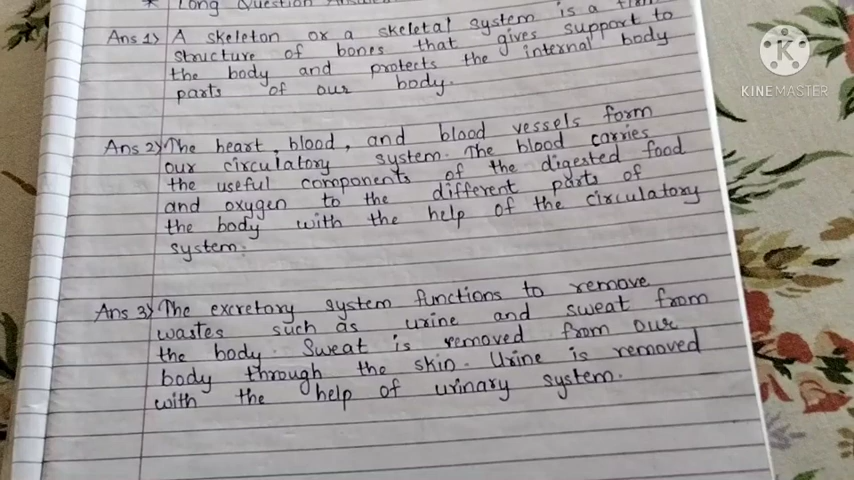 * Long Question Answer
Ans 1) A skeleton or a skeletal system is a
structure of bones that gives support to
the body and protects the internal body
parts of our body.
Ans 2) The heart, blood, and blood vessels form
our circulatory system. The blood carries
the useful components of the digested food
and oxygen to the different parts of
the body with the help of the circulatory
system.
Ans 3) The excretory system functions to remove
wastes such as urine and sweat from
the body. Sweat is removed from our
body through the skin. Urine is removed
with the help of urinary system.
KINEMASTER